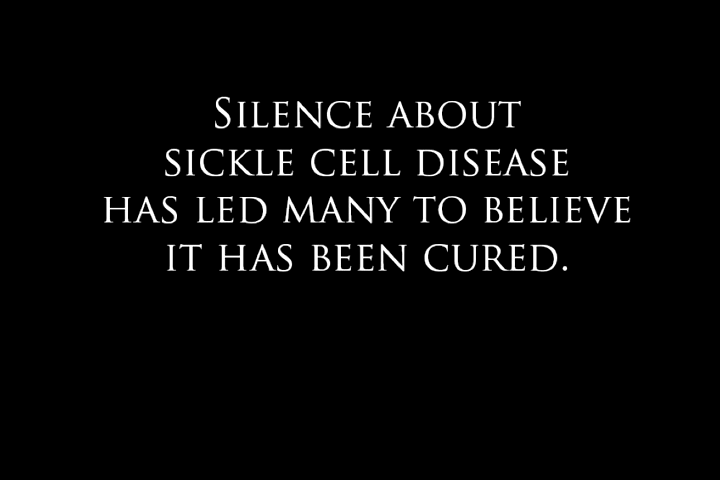 Silence about
sickle cell disease
has led many to believe
it has been cured.